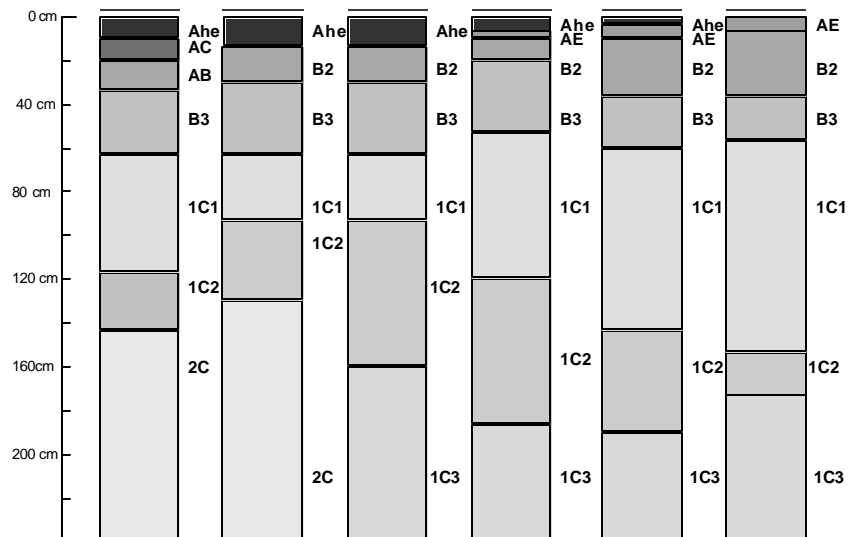 0 cm
40 cm
80 cm
120 cm
160cm
200 cm
Ahe
AC
AB
B3
1C1
1C2
2C
Ahe
B2
B3
1C1
1C2
2C
Ahe
B2
B3
1C1
1C2
1C3
Ahe
AE
B2
B3
1C1
1C2
1C3
Ahe
AE
B2
B3
1C1
1C2
1C3
AE
B2
B3
1C1
1C2
1C3